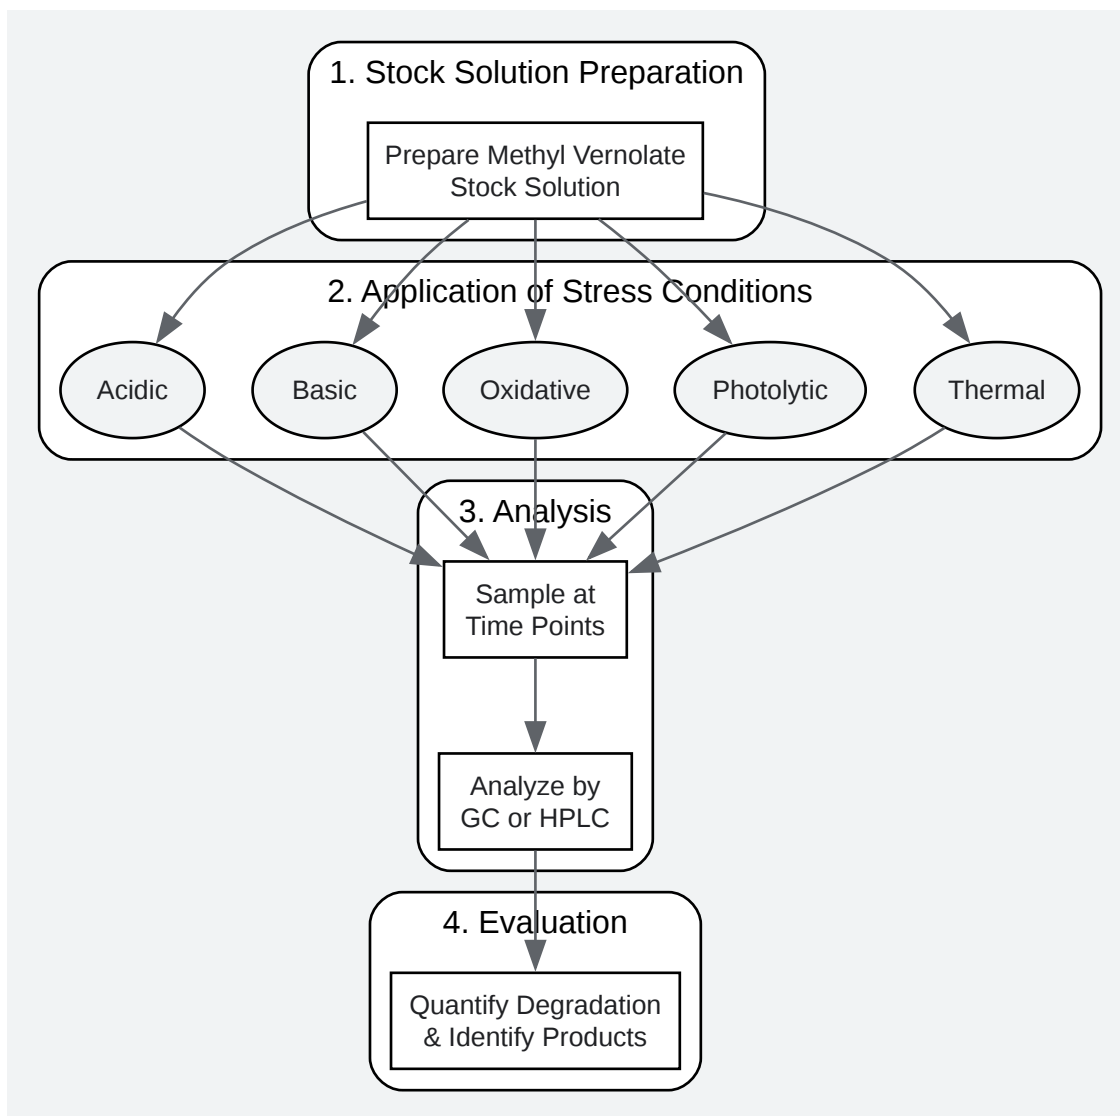 1. Stock Solution Preparation
Prepare Methyl Vernolate
Stock Solution
2. Application of Stress Conditions
Acidic
Basic
Oxidative
Photolytic
Thermal
3. Analysis
Sample at
Time Points
Analyze by
GC or HPLC
4. Evaluation
Quantify Degradation
& Identify Products